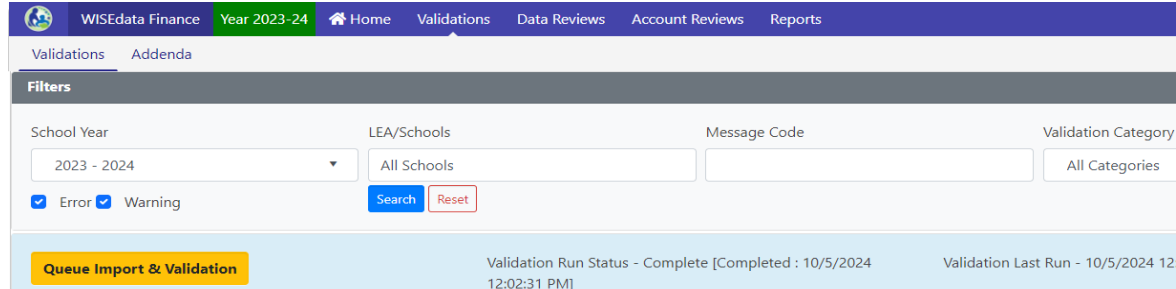 WISEdata Finance Year 2023-24 Home Validations Data Reviews Account Reviews Reports
Validations Addenda
Filters
School Year LEA/Schools Message Code Validation Category
2023 - 2024 All Schools All Categories
Error Warning Search Reset
Queue Import & Validation Validation Run Status - Complete [Completed : 10/5/2024 Validation Last Run - 10/5/2024 12:
12:02:31 PM]